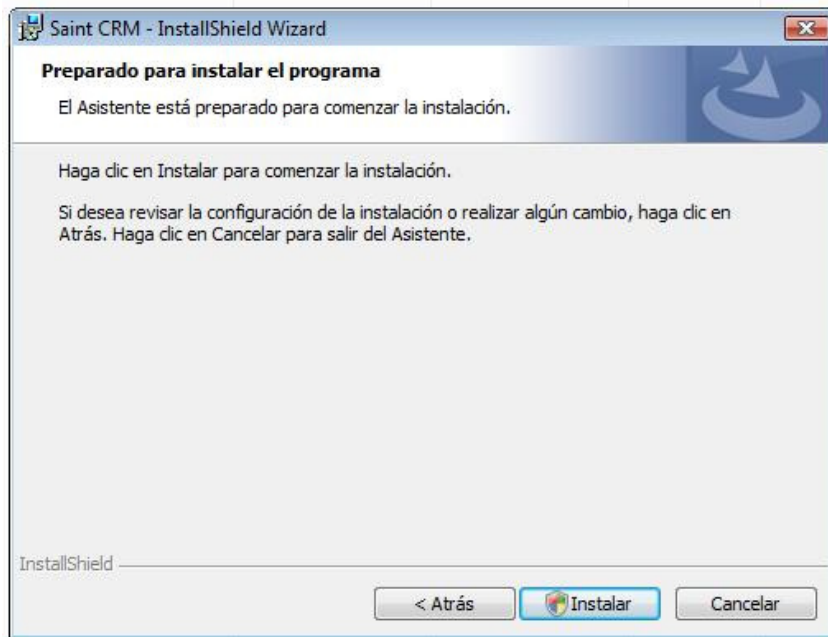 Saint CRM - InstallShield Wizard
Preparado para instalar el programa
El Asistente está preparado para comenzar la instalación.
Haga clic en Instalar para comenzar la instalación.
Si desea revisar la configuración de la instalación o realizar algún cambio, haga clic en
Atrás. Haga clic en Cancelar para salir del Asistente.
InstallShield
< Atrás
Instalar
Cancelar